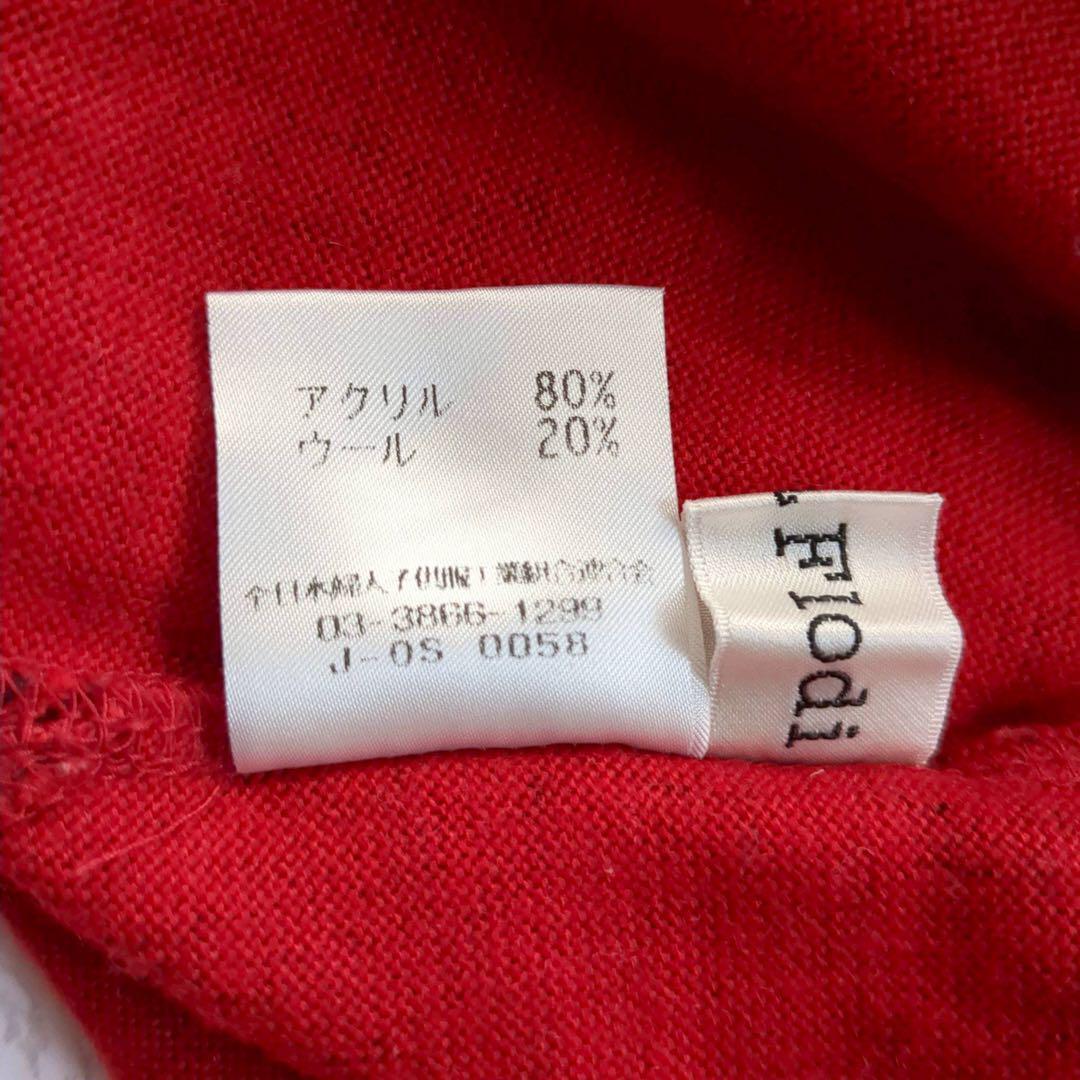 アクリル 80%
ウール 20%
全日本婦人子供服工業組合連合会
03-3866-1299
J-0S 0058
Flodi